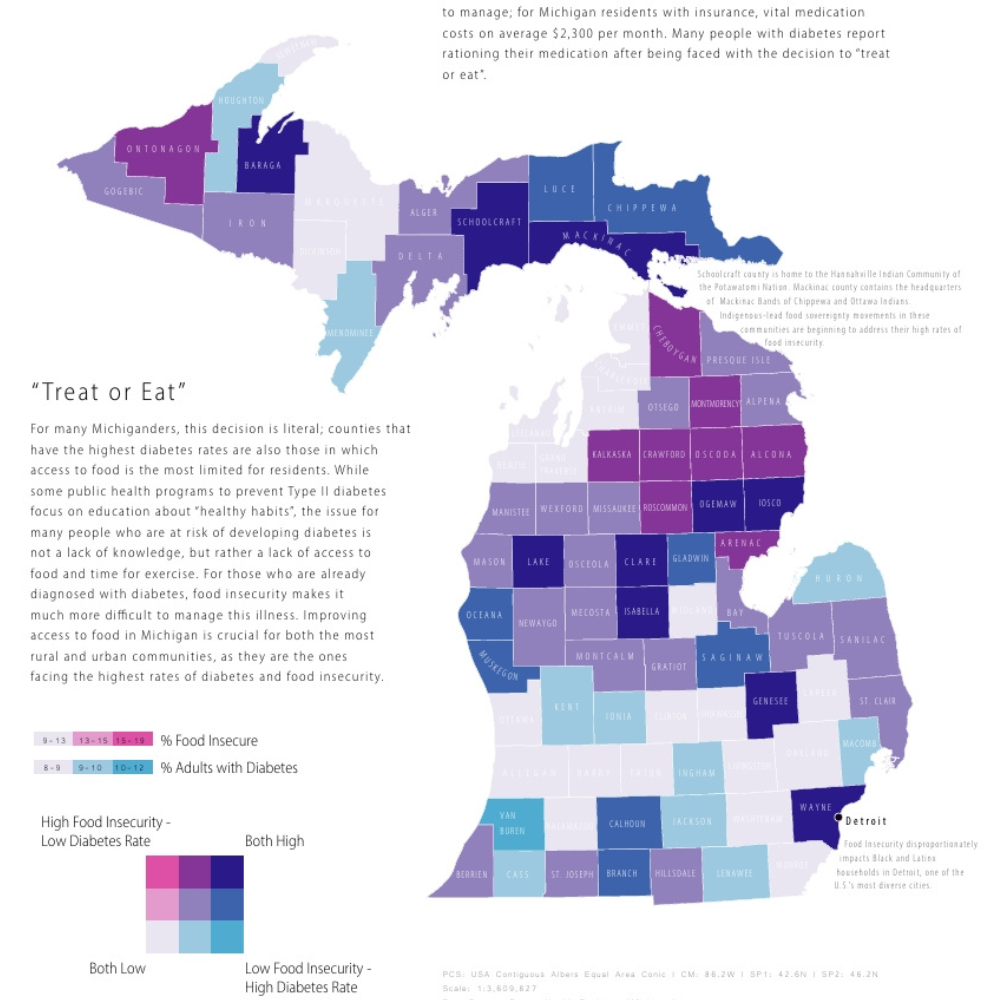 to manage; for Michigan residents with insurance, vital medication
costs on average $2,300 per month. Many people with diabetes report
rationing their medication after being faced with the decision to "treat
or eat".
HOUGHTON
ONTONAGON
BARAGA
GOGEBIC
IRON
MARQUETTE
DICKINSON
MENOMINEE
ALGER
DELTA
SCHOOLCRAFT
LUCE
CHIPPEWA
MACKINAC
Schoolcraft county is home to the Hannahville Indian Community of
the Potawatomi Nation. Mackinac county contains the headquarters
of Mackinac Bands of Chippewa and Ottawa Indians.
Indigenous-lead food sovereignty movements in these
communities are beginning to address their high rates of
food insecurity.
"Treat or Eat"
For many Michiganders, this decision is literal; counties that
have the highest diabetes rates are also those in which
access to food is the most limited for residents. While
some public health programs to prevent Type II diabetes
focus on education about "healthy habits", the issue for
many people who are at risk of developing diabetes is
not a lack of knowledge, but rather a lack of access to
food and time for exercise. For those who are already
diagnosed with diabetes, food insecurity makes it
much more difficult to manage this illness. Improving
access to food in Michigan is crucial for both the most
rural and urban communities, as they are the ones
facing the highest rates of diabetes and food insecurity.
EMMET
CHEBOYGAN
PRESQUE ISLE
CHARLEVOIX
ANTRIM
OTSEGO
MONTMORENCY
ALPENA
BENZIE
GRAND
TRAVERSE
KALKASKA
CRAWFORD
OSCODA
ALCONA
MANISTEE
WEXFORD
MISSAUKEE
ROSCOMMON
OGEMAW
IOSCO
MASON
LAKE
OSCEOLA
CLARE
GLADWIN
ARENAC
HURON
OCEANA
NEWAYGO
MECOSTA
ISABELLA
MIDLAND
BAY
TUSCOLA
SANILAC
MUSKEGON
MONTCALM
GRATIOT
SAGINAW
OTTAWA
KENT
IONIA
CLINTON
SHIAWASSEE
GENESEE
LAPEER
ST. CLAIR
ALLEGAN
BARRY
EATON
INGHAM
LIVINGSTON
OAKLAND
MACOMB
VAN
BUREN
KALAMAZOO
CALHOUN
JACKSON
WASHTENAW
WAYNE
Detroit
BERRIEN
CASS
ST. JOSEPH
BRANCH
HILLSDALE
LENAWEE
MONROE
Food Insecurity disproportionately
impacts Black and Latinx
households in Detroit, one of the
U.S.'s most diverse cities.
9-13 13-15 15-19 % Food Insecure
8-9 9-10 10-12 % Adults with Diabetes
High Food Insecurity -
Low Diabetes Rate
Both High
Both Low
Low Food Insecurity -
High Diabetes Rate
PCS: USA Contiguous Albers Equal Area Conic | CM: 86.2W | SP1: 42.6N | SP2: 46.2N
Scale: 1:3,609,827